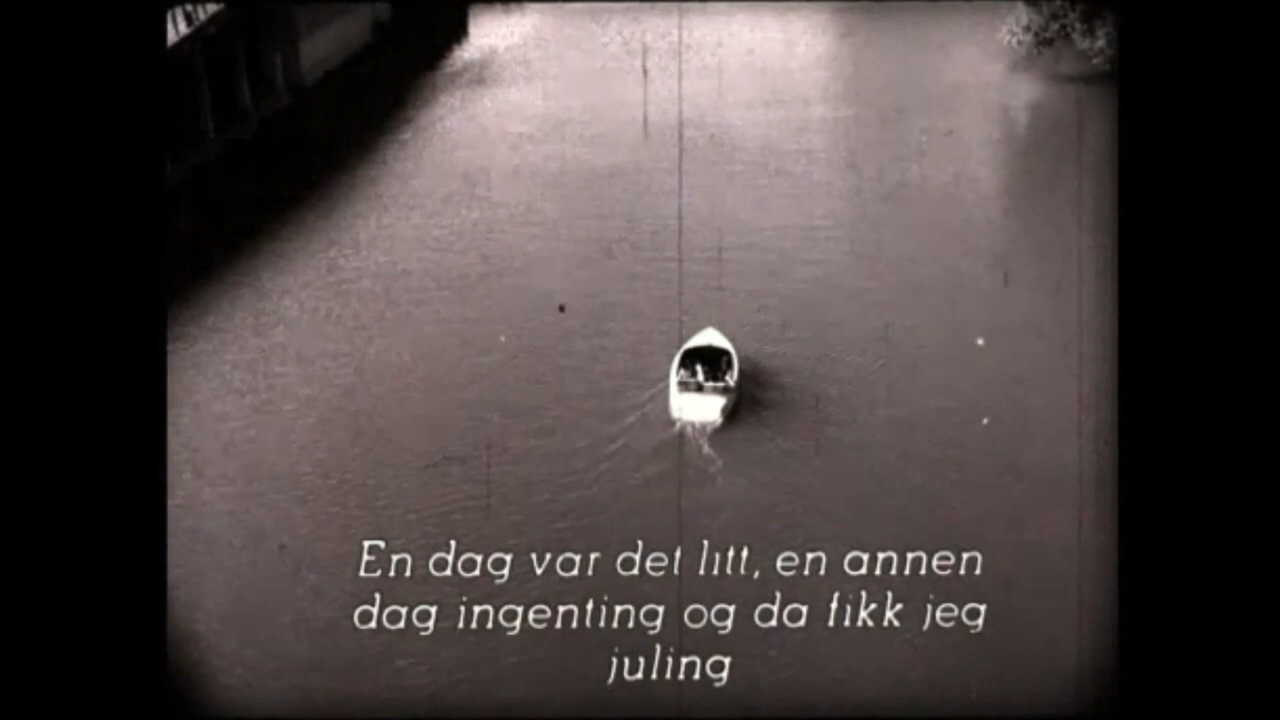 En dag var det litt, en annen
dag ingenting og da fikk jeg
juling